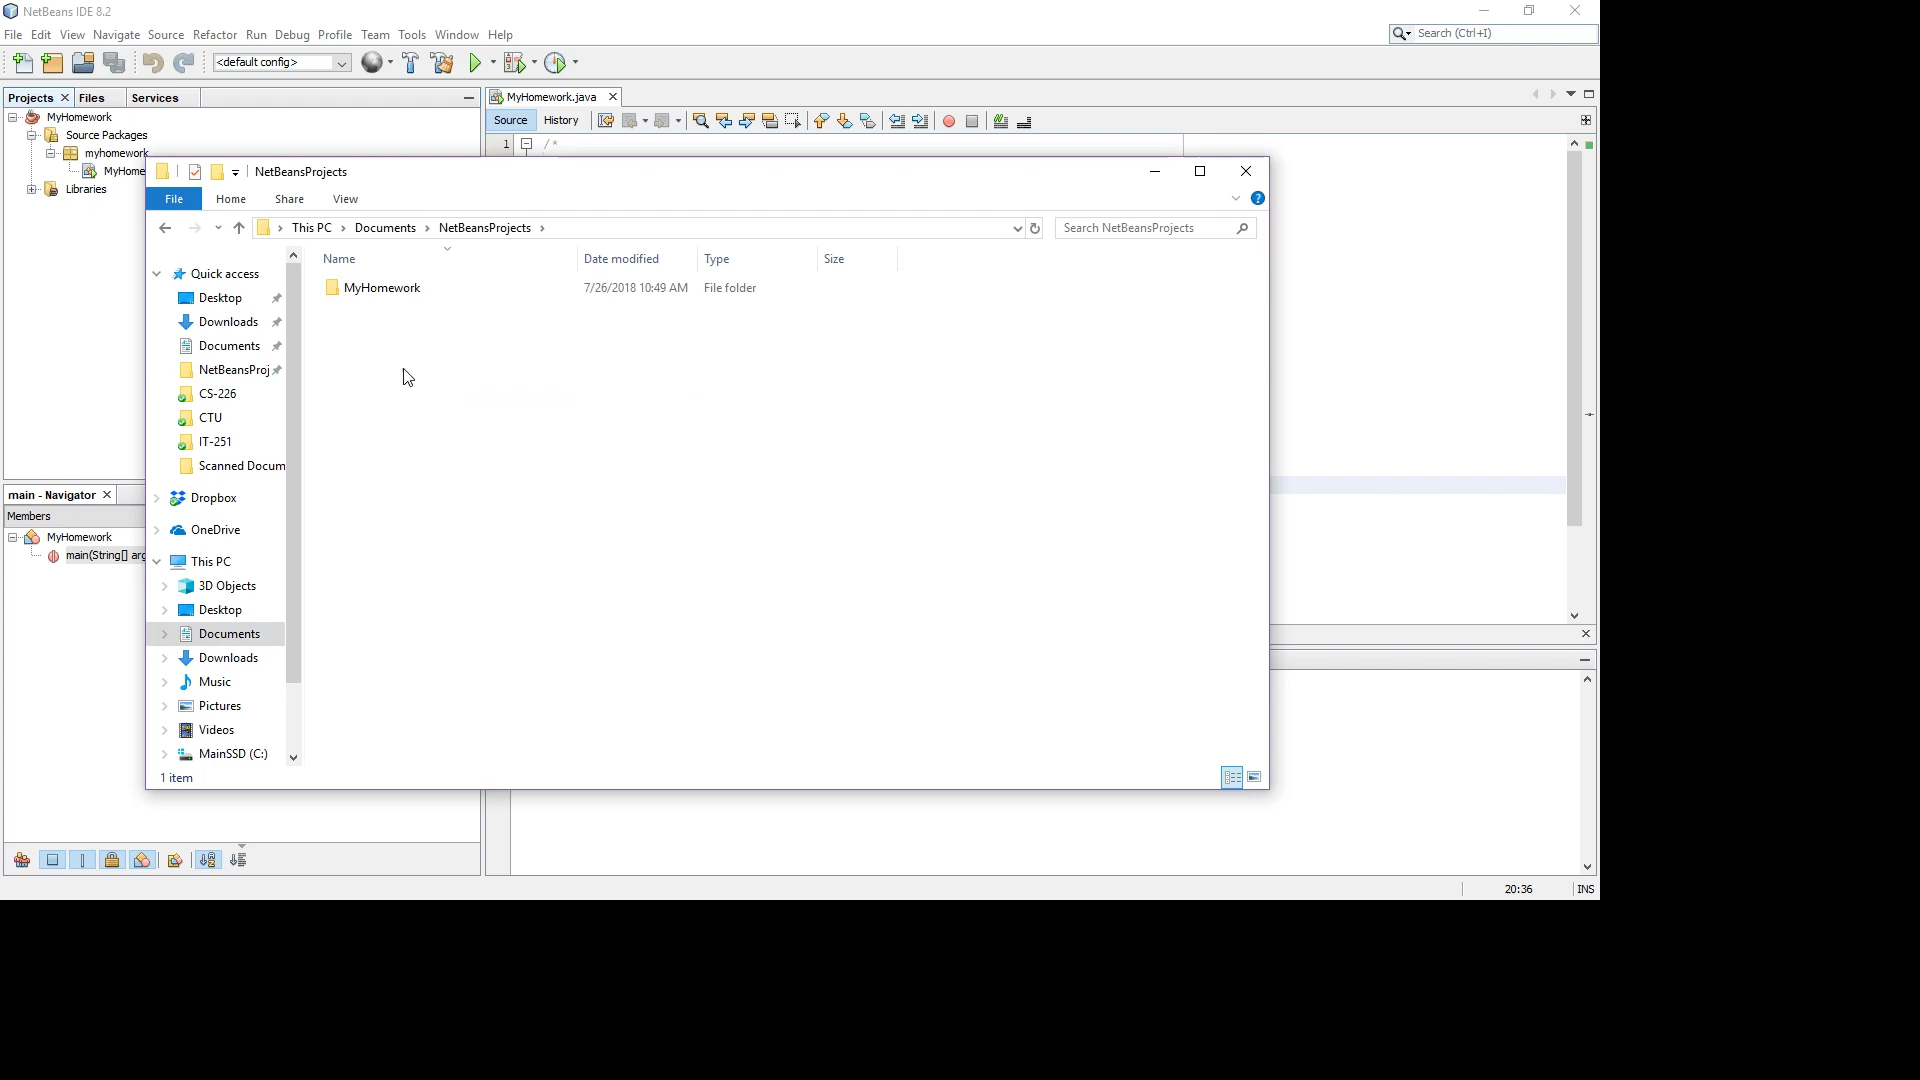 NetBeans IDE 8.2
File Edit View Navigate Source Refactor Run Debug Profile Team Tools Window Help
Search (Ctrl+I)
<default config>
Projects Files Services
MyHomework.java
MyHomework
Source Packages
myhomework
MyHome
Libraries
Source History
1 /*
NetBeansProjects
File Home Share View
This PC Documents NetBeansProjects
Search NetBeansProjects
Name Date modified Type Size
MyHomework 7/26/2018 10:49 AM File folder
Quick access
Desktop
Downloads
Documents
NetBeansProj
CS-226
CTU
IT-251
Scanned Docum
Dropbox
OneDrive
This PC
3D Objects
Desktop
Documents
Downloads
Music
Pictures
Videos
MainSSD (C:)
1 item
main - Navigator
Members
MyHomework
main(String[] arg
20:36 INS